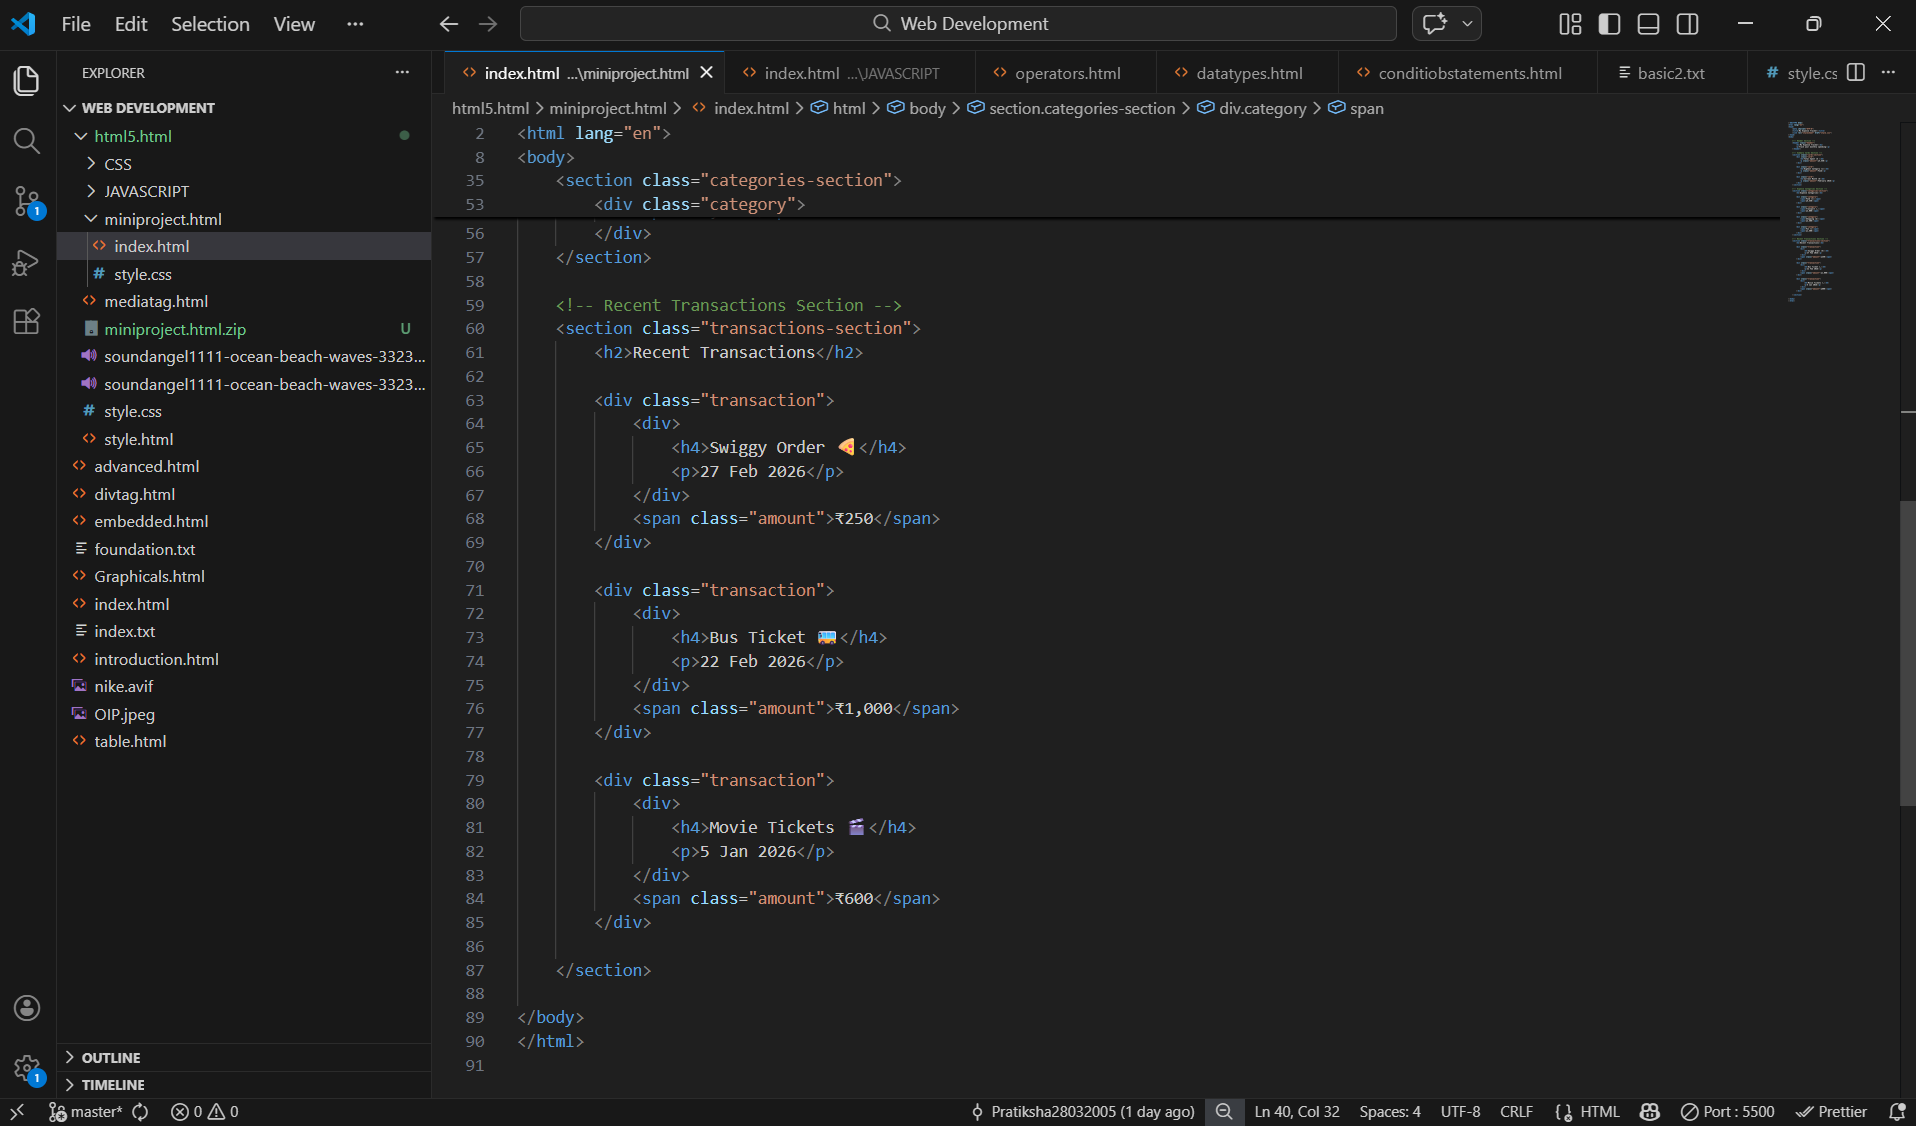 File Edit Selection View ··· Web Development
EXPLORER ···
WEB DEVELOPMENT
html5.html
CSS
JAVASCRIPT
miniproject.html
index.html
style.css
mediatag.html
miniproject.html.zip U
soundangel1111-ocean-beach-waves-3323...
soundangel1111-ocean-beach-waves-3323...
style.css
style.html
advanced.html
divtag.html
embedded.html
foundation.txt
Graphicals.html
index.html
index.txt
introduction.html
nike.avif
OIP.jpeg
table.html
OUTLINE
TIMELINE
1
1
index.html ...\miniproject.html index.html ...\JAVASCRIPT operators.html datatypes.html conditiobstatements.html basic2.txt style.cs ···
html5.html > miniproject.html > index.html > html > body > section.categories-section > div.category > span
2 <html lang="en">
8 <body>
35 <section class="categories-section">
53 <div class="category">
56 </div>
57 </section>
58
59 <!-- Recent Transactions Section -->
60 <section class="transactions-section">
61 <h2>Recent Transactions</h2>
62
63 <div class="transaction">
64 <div>
65 <h4>Swiggy Order 🍕</h4>
66 <p>27 Feb 2026</p>
67 </div>
68 <span class="amount">₹250</span>
69 </div>
70
71 <div class="transaction">
72 <div>
73 <h4>Bus Ticket 🚌</h4>
74 <p>22 Feb 2026</p>
75 </div>
76 <span class="amount">₹1,000</span>
77 </div>
78
79 <div class="transaction">
80 <div>
81 <h4>Movie Tickets 🎬</h4>
82 <p>5 Jan 2026</p>
83 </div>
84 <span class="amount">₹600</span>
85 </div>
86
87 </section>
88
89 </body>
90 </html>
91
master* 0 0 Pratiksha28032005 (1 day ago) Ln 40, Col 32 Spaces: 4 UTF-8 CRLF HTML Port : 5500 Prettier